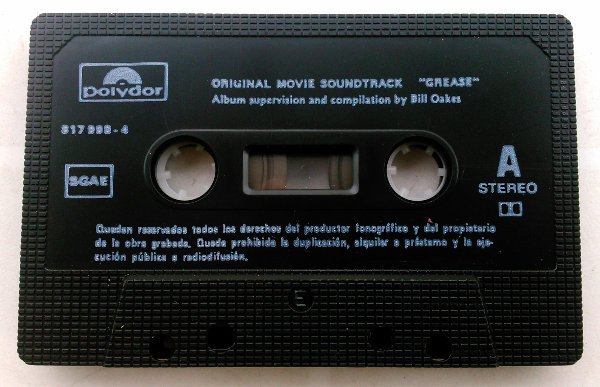 polydor
ORIGINAL MOVIE SOUNDTRACK "GREASE"
Album supervision and compilation by Bill Oakes
817 998-4
SGAE
A
STEREO
Quedan reservados todos los derechos del productor fonográfico y del propietario
de la obra grabada. Queda prohibida la duplicación, alquiler o préstamo y la eje-
cución pública o radiodifusión.
E